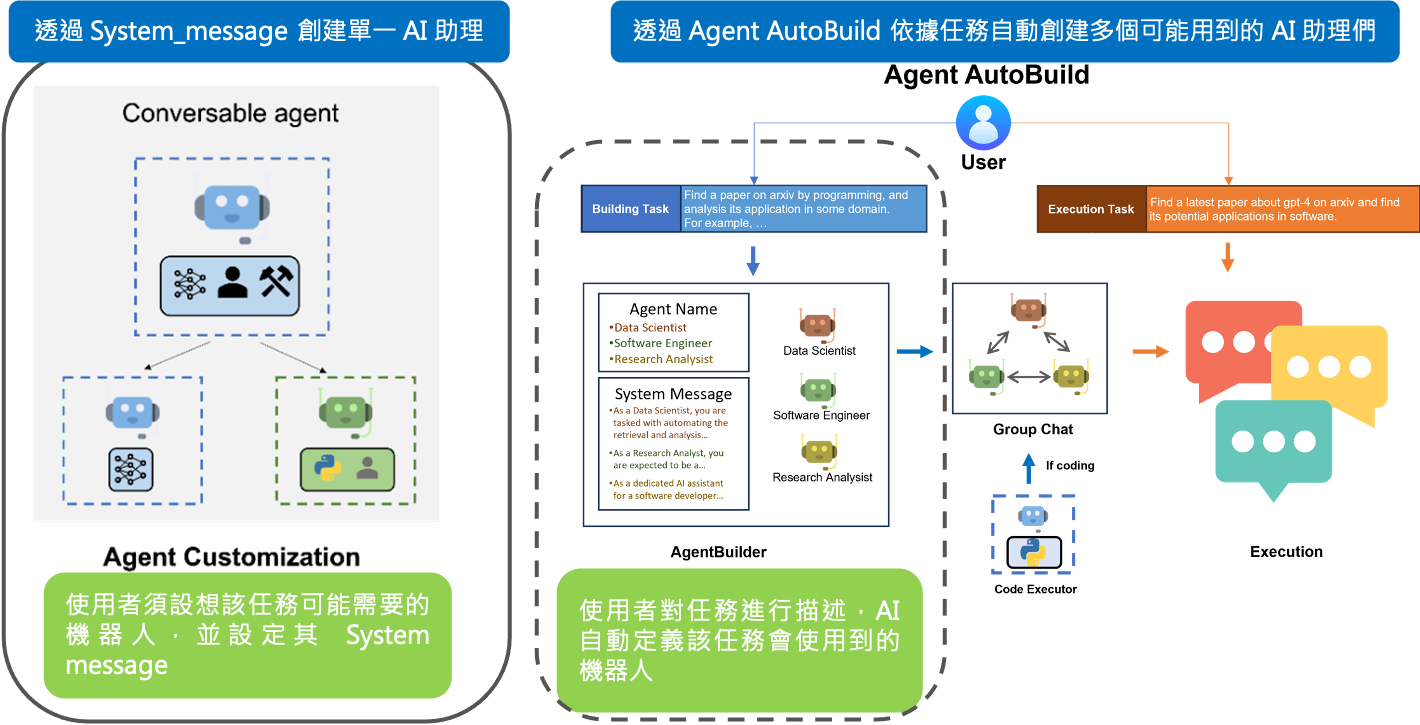 透過 System_message 創建單一 AI 助理
Conversable agent
Agent Customization
使用者須設想該任務可能需要的
機器人，並設定其 System
message
透過 Agent AutoBuild 依據任務自動創建多個可能用到的 AI 助理們
Agent AutoBuild
User
Building Task
Find a paper on arxiv by programming, and
analysis its application in some domain.
For example, …
Execution Task
Find a latest paper about gpt-4 on arxiv and find
its potential applications in software.
Agent Name
•Data Scientist
•Software Engineer
•Research Analist
System Message
•As a Data Scientist, you are
tasked with automating the
retrieval and analysis…
•As a Research Analyst, you
are expected to be a…
•As a dedicated AI assistant
for a software developer…
Data Scientist
Software Engineer
Research Analysist
AgentBuilder
Group Chat
If coding
Code Executor
Execution
使用者對任務進行描述，AI
自動定義該任務會使用到的
機器人